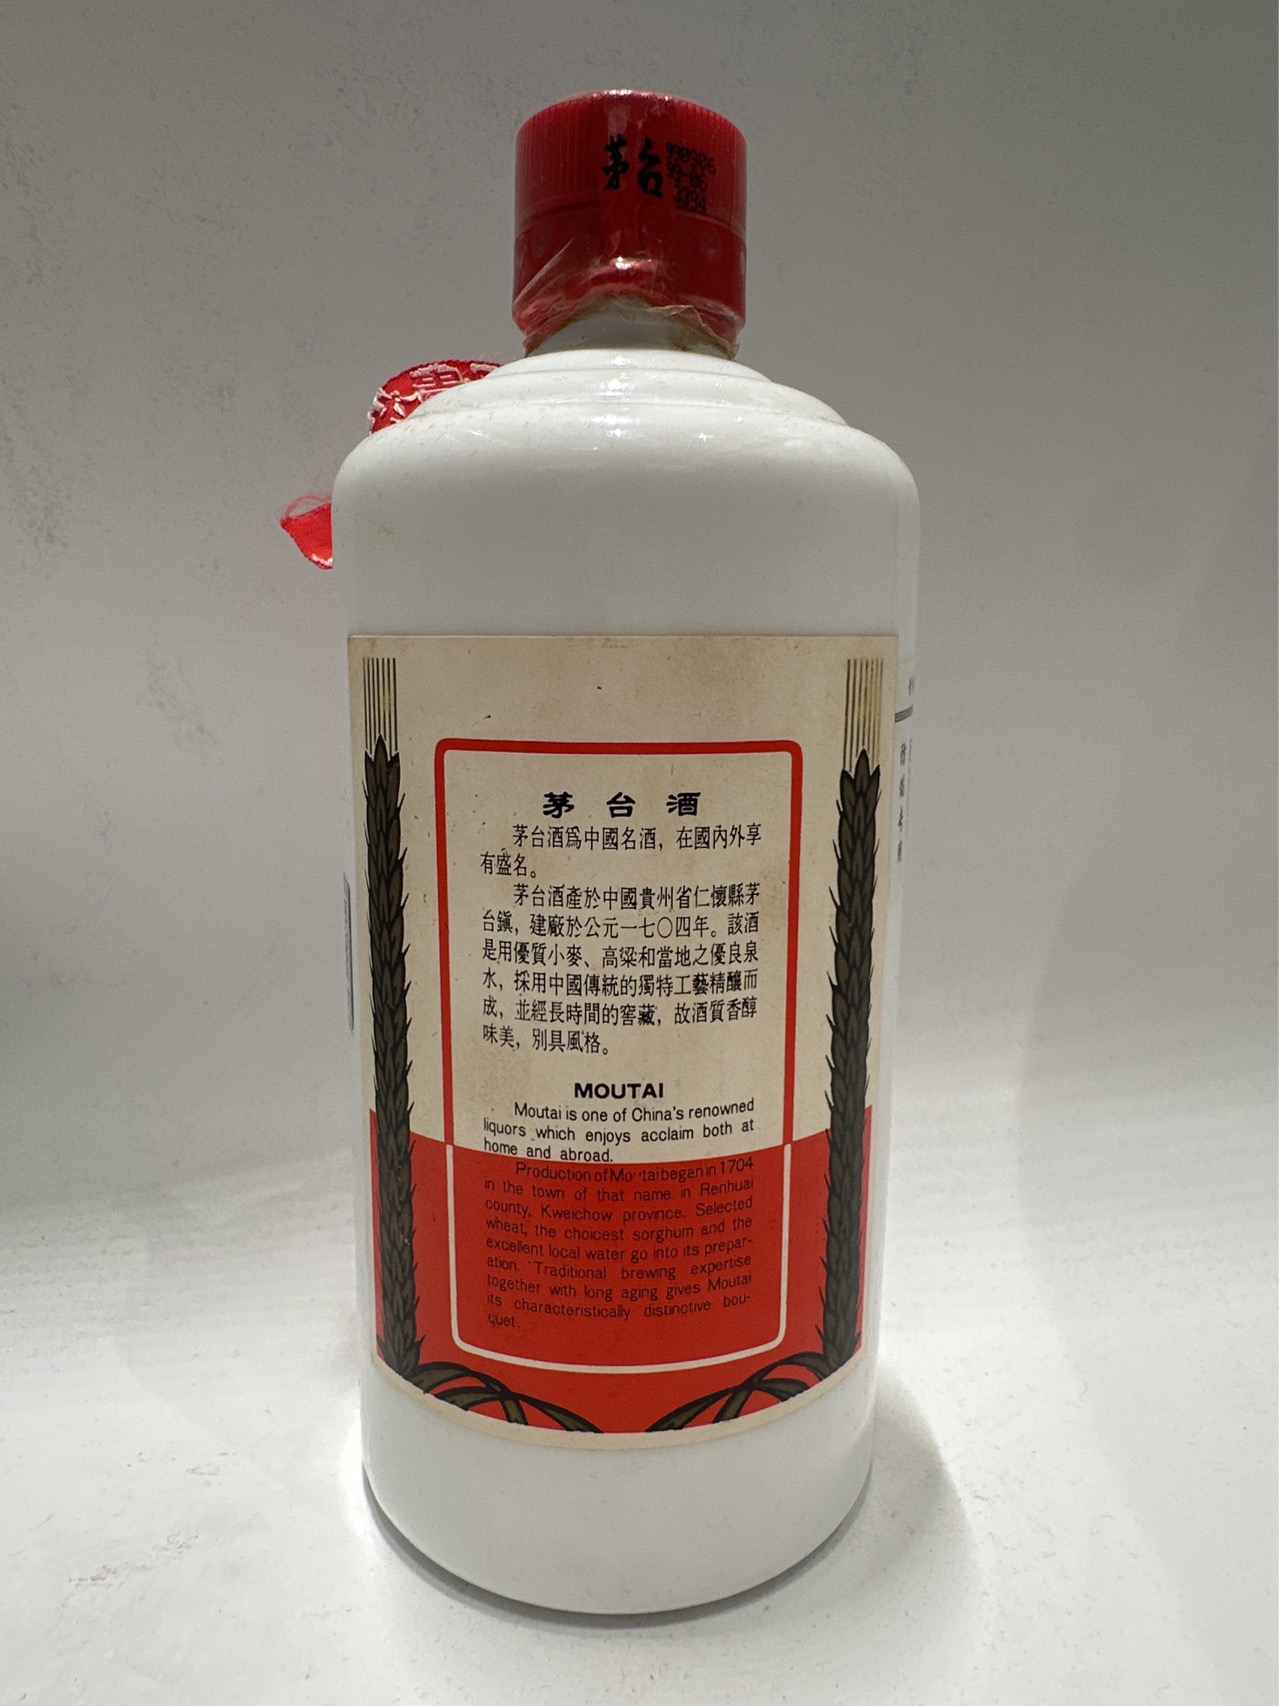 茅台
990906
99-06
3394
茅台酒
茅台酒爲中國名酒，在國內外享
有盛名。
茅台酒產於中國貴州省仁懷縣茅
台鎮，建廠於公元一七〇四年。該酒
是用優質小麥、高粱和當地之優良泉
水，採用中國傳統的獨特工藝精釀而
成，並經長時間的窖藏，故酒質香醇
味美，別具風格。
MOUTAI
Moutai is one of China's renowned
liquors which enjoys acclaim both at
home and abroad.
Production of Moutai began in 1704
in the town of that name in Renhuai
county, Kweichow province. Selected
wheat, the choicest sorghum and the
excellent local water go into its prepar-
ation. Traditional brewing expertise
together with long aging gives Moutai
its characteristically distinctive bou-
quet.